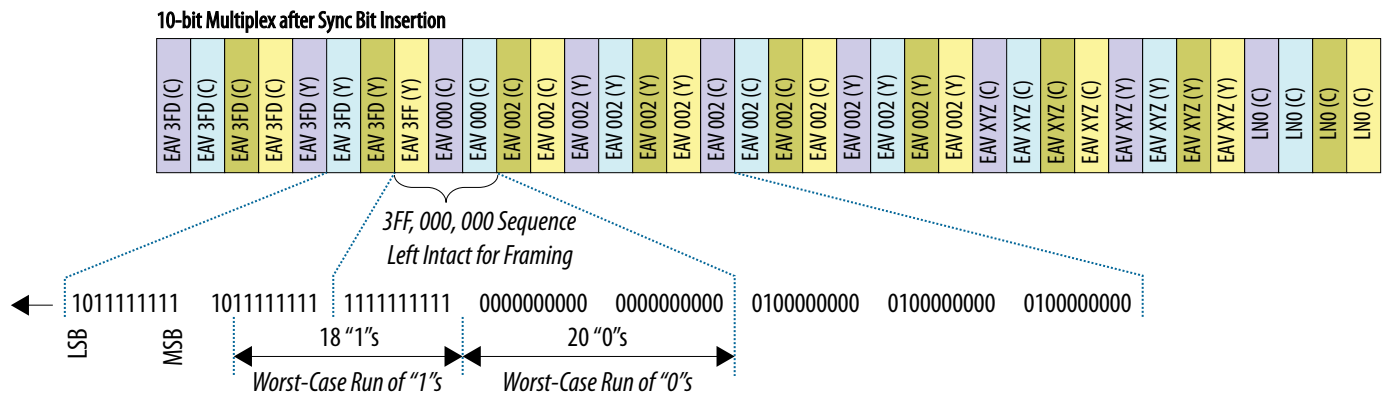 10-bit Multiplex after Sync Bit Insertion
EAV 3FD (C)
EAV 3FD (C)
EAV 3FD (C)
EAV 3FD (C)
EAV 3FD (Y)
EAV 3FD (Y)
EAV 3FD (Y)
EAV 3FF (Y)
EAV 000 (C)
EAV 000 (C)
EAV 002 (C)
EAV 002 (C)
EAV 002 (Y)
EAV 002 (Y)
EAV 002 (Y)
EAV 002 (Y)
EAV 002 (C)
EAV 002 (C)
EAV 002 (C)
EAV 002 (C)
EAV 002 (Y)
EAV 002 (Y)
EAV 002 (Y)
EAV 002 (Y)
EAV XYZ (C)
EAV XYZ (C)
EAV XYZ (C)
EAV XYZ (C)
EAV XYZ (Y)
EAV XYZ (Y)
EAV XYZ (Y)
EAV XYZ (Y)
LN0 (C)
LN0 (C)
LN0 (C)
LN0 (C)
3FF, 000, 000 Sequence
Left Intact for Framing
1011111111 1011111111 1111111111 0000000000 0000000000 0100000000 0100000000 0100000000
LSB
MSB
18 “1”s
20 “0”s
Worst-Case Run of “1”s
Worst-Case Run of “0”s